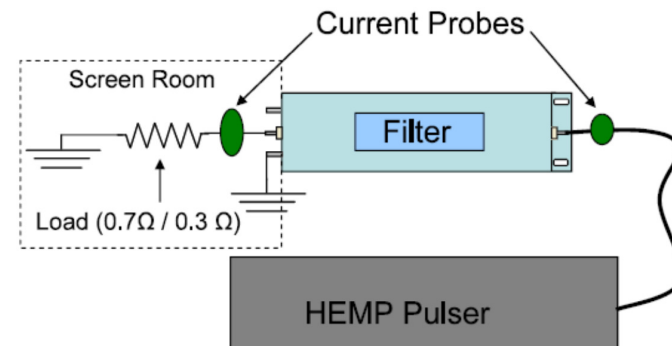 Current Probes
Screen Room
Filter
Load (0.7Ω / 0.3 Ω)
HEMP Pulser